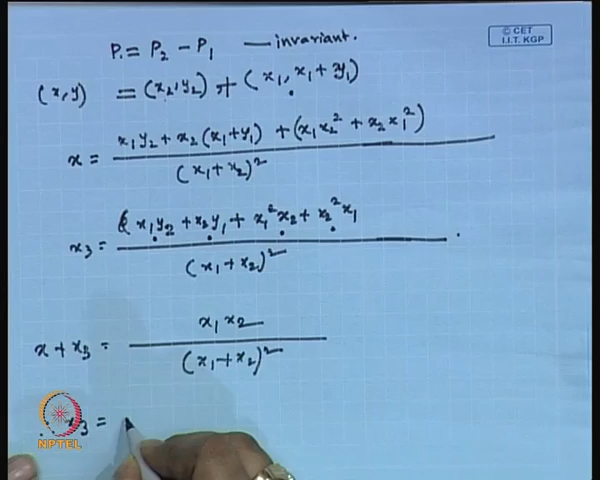 P = P₂ − P₁ — invariant.
© CET
I.I.T. KGP
(x,y) = (x₂,y₂) + (x₁, x₁ + y₁)
x = x₁y₂ + x₂(x₁+y₁) + (x₁x₂² + x₂x₁²) / (x₁+x₂)²
x₃ = x₁y₂ + x₂y₁ + x₁²x₂ + x₂²x₁ / (x₁+x₂)²
x + x₃ = x₁x₂ / (x₁+x₂)²
x₃ =
NPTEL